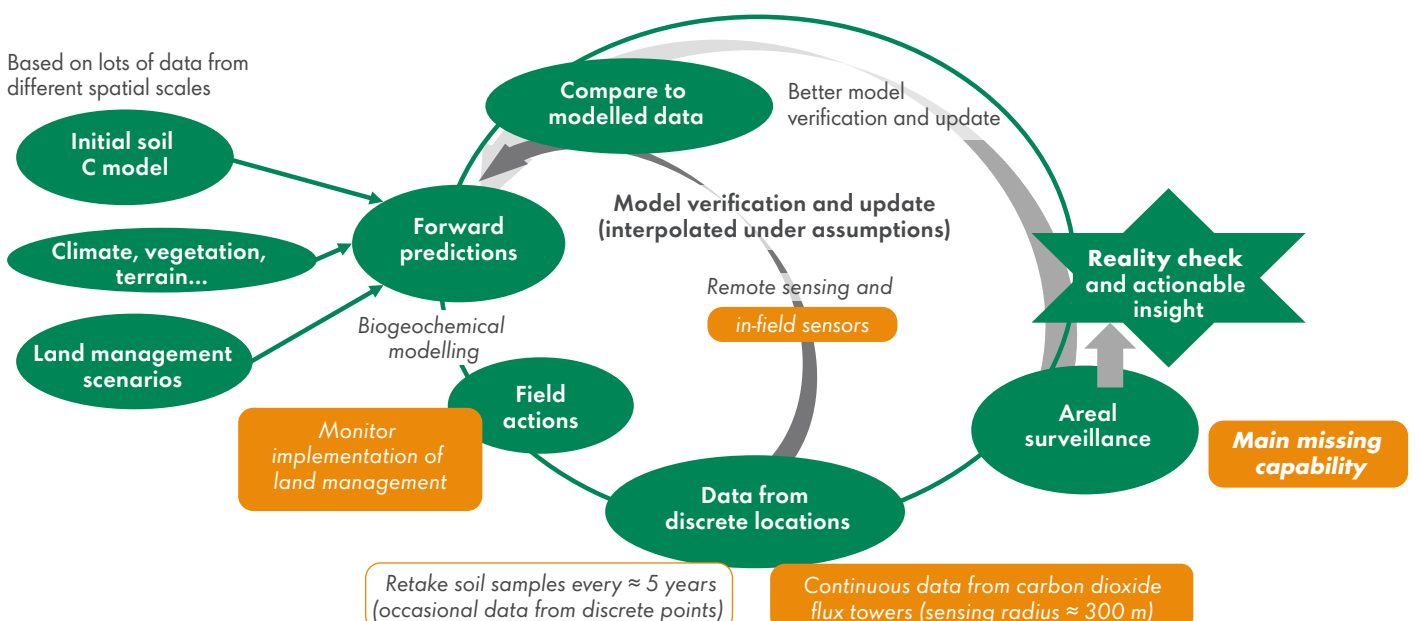 Based on lots of data from
different spatial scales
Initial soil
C model
Climate, vegetation,
terrain...
Land management
scenarios
Forward
predictions
Compare to
modelled data
Better model
verification and update
Model verification and update
(interpolated under assumptions)
Remote sensing and
in-field sensors
Biogeochemical
modelling
Field
actions
Monitor
implementation of
land management
Data from
discrete locations
Retake soil samples every ≈ 5 years
(occasional data from discrete points)
Continuous data from carbon dioxide
flux towers (sensing radius ≈ 300 m)
Areal
surveillance
Main missing
capability
Reality check
and actionable
insight